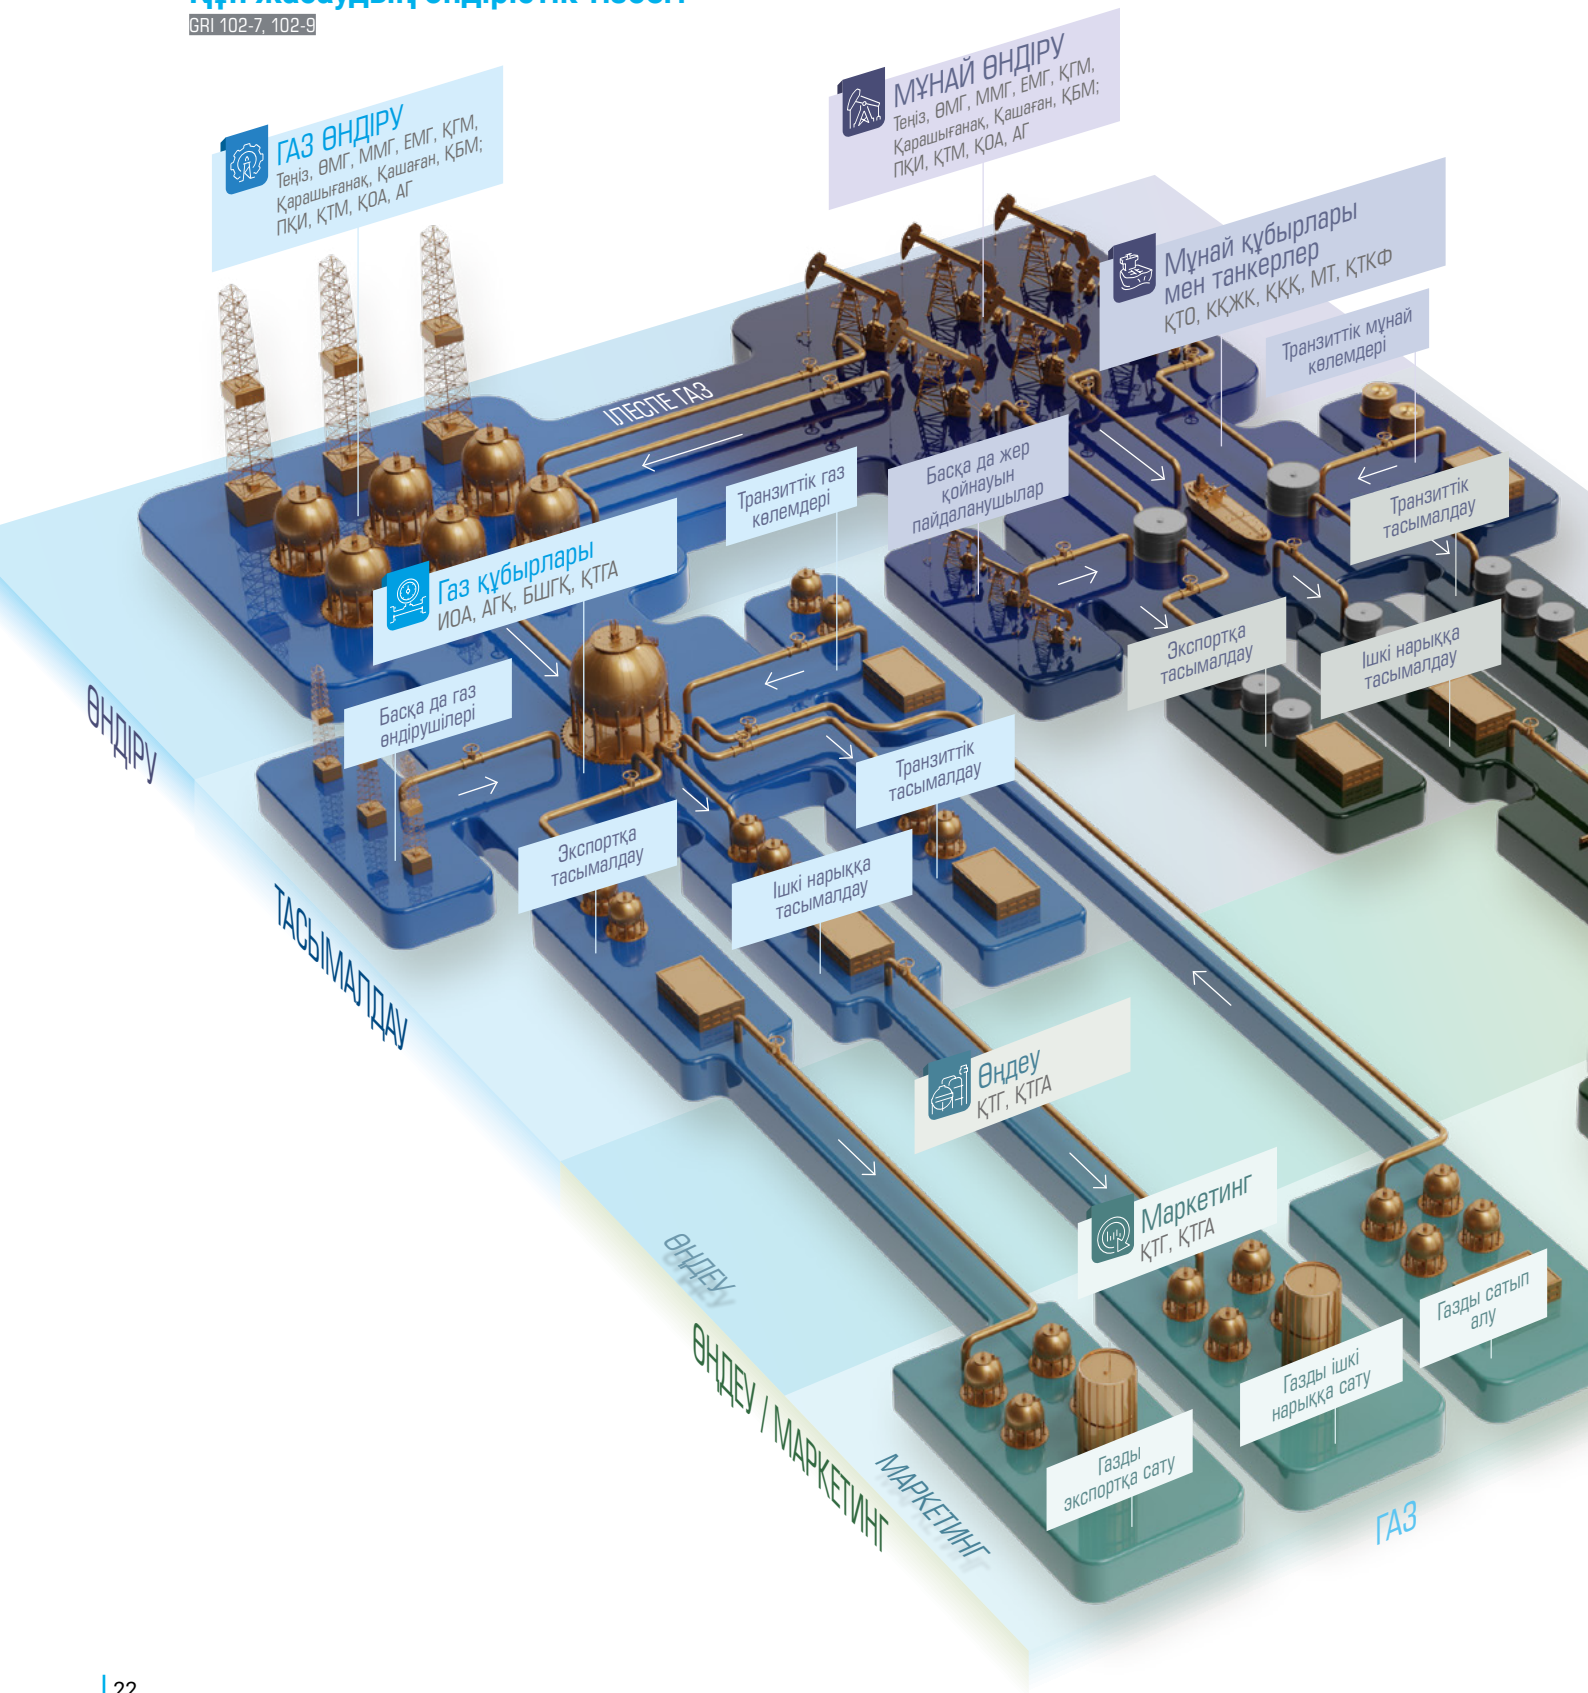 GRI 102-7, 102-9
ГАЗ ӨНДІРУ
Теңіз, ӨМГ, ММГ, ЕМГ, ҚГМ,
Қарашығанақ, Қашаған, ҚБМ;
ПҚИ, ҚТМ, ҚОА, АГ
МҰНАЙ ӨНДІРУ
Теңіз, ӨМГ, ММГ, ЕМГ, ҚГМ,
Қарашығанақ, Қашаған, ҚБМ;
ПҚИ, ҚТМ, ҚОА, АГ
Мұнай құбырлары
мен танкерлер
ҚТО, ККЖК, ҚКҚ, МТ, ҚТКФ
Транзиттік мұнай
көлемдері
ІЛЕСПЕ ГАЗ
Транзиттік газ
көлемдері
Басқа да жер
қойнауын
пайдаланушылар
Транзиттік
тасымалдау
Газ құбырлары
ИОА, АГҚ, БШГҚ, ҚТГА
Экспортқа
тасымалдау
Ішкі нарыққа
тасымалдау
Басқа да газ
өндірушілері
Транзиттік
тасымалдау
Экспортқа
тасымалдау
Ішкі нарыққа
тасымалдау
ӨНДІРУ
ТАСЫМАЛДАУ
Өңдеу
ҚТГ, ҚТГА
Маркетинг
ҚТГ, ҚТГА
ӨҢДЕУ
ӨҢДЕУ / МАРКЕТИНГ
МАРКЕТИНГ
Газды сатып
алу
Газды ішкі
нарыққа сату
Газды
экспортқа сату
ГАЗ
22